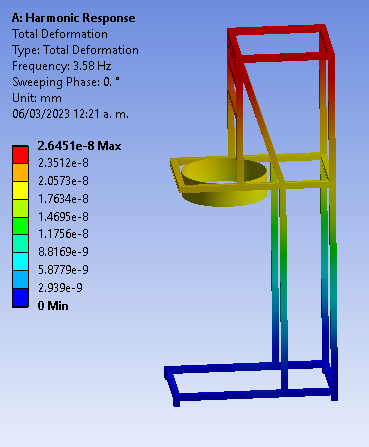 A: Harmonic Response
Total Deformation
Type: Total Deformation
Frequency: 3.58 Hz
Sweeping Phase: 0. °
Unit: mm
06/03/2023 12:21 a. m.
2.6451e-8 Max
2.3512e-8
2.0573e-8
1.7634e-8
1.4695e-8
1.1756e-8
8.8169e-9
5.8779e-9
2.939e-9
0 Min